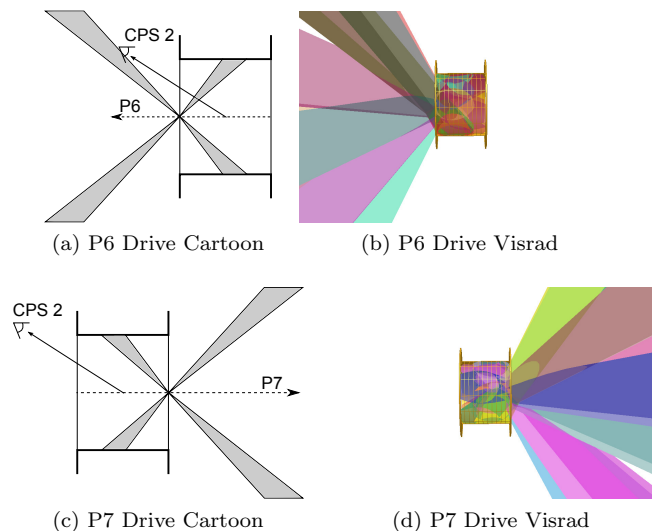 CPS 2
P6
(a) P6 Drive Cartoon
(b) P6 Drive Visrad
CPS 2
P7
(c) P7 Drive Cartoon
(d) P7 Drive Visrad